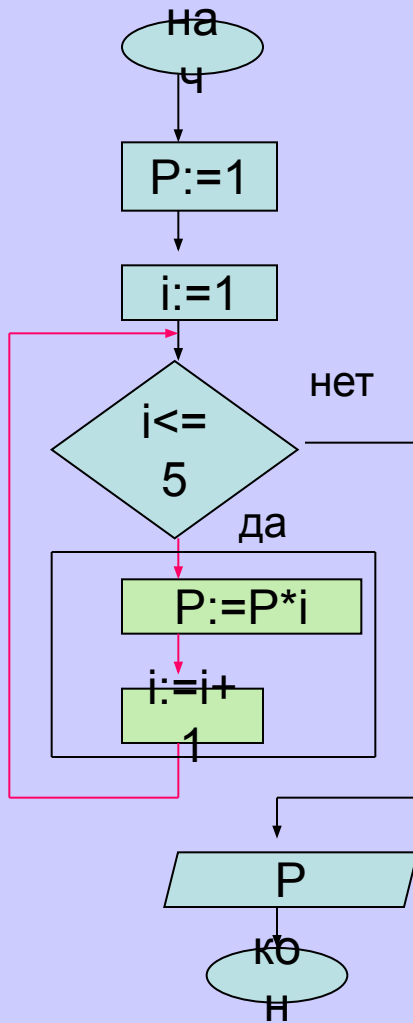 на
ч
P:=1
i:=1
нет
i<=
5
да
P:=P*i
i:=i+
1
P
ко
н